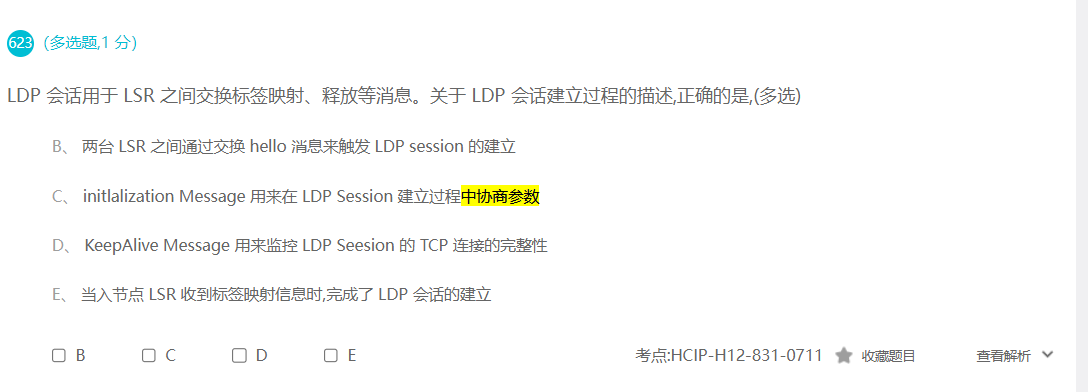 623 (多选题,1 分)
LDP 会话用于 LSR 之间交换标签映射、释放等消息。关于 LDP 会话建立过程的描述,正确的是,(多选)
B、 两台 LSR 之间通过交换 hello 消息来触发 LDP session 的建立
C、 initlalization Message 用来在 LDP Session 建立过程中协商参数
D、 KeepAlive Message 用来监控 LDP Seesion 的 TCP 连接的完整性
E、 当入节点 LSR 收到标签映射信息时,完成了 LDP 会话的建立
B C D E 考点:HCIP-H12-831-0711 收藏题目 查看解析